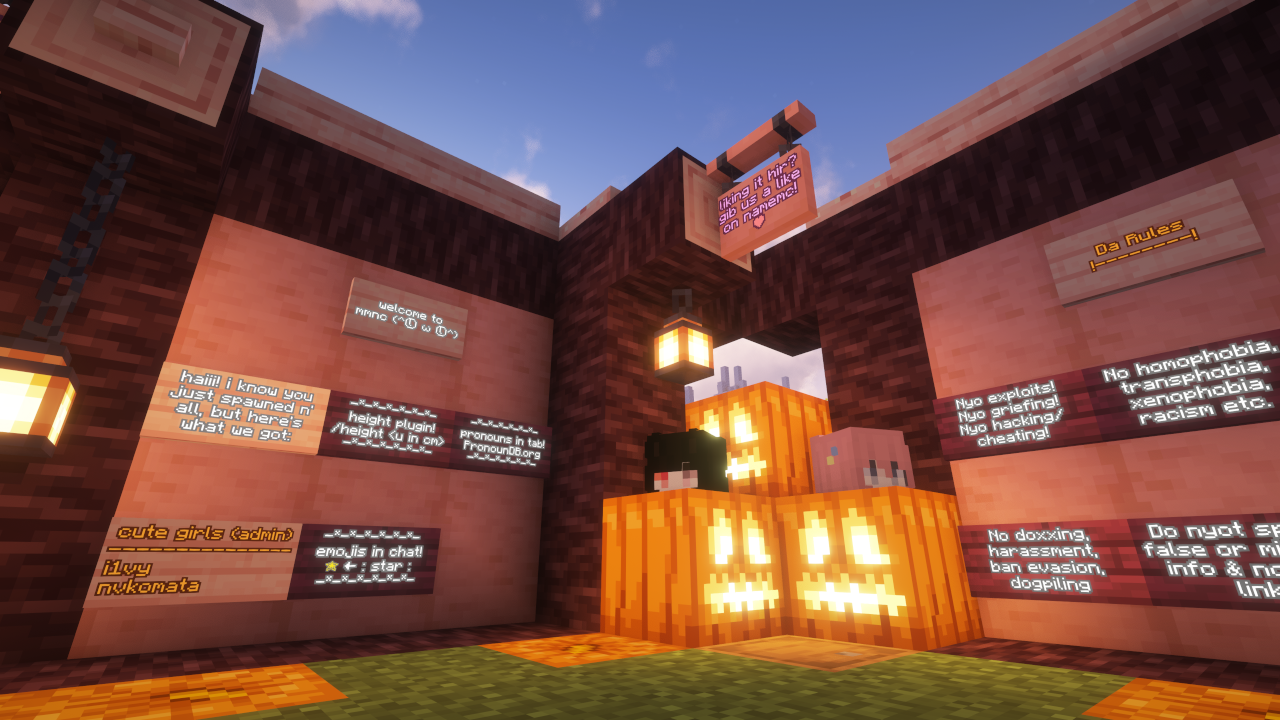 liking it hir?
gib us a like
on namemc!
❤
welcome to
mmnc (^Ⓛ ω Ⓛ^)
haiii! i know you
Just spawned n'
all, but here's
what we got:
_×_×_×_×_×_×_
height plugin!
/height <u in cm>
_×_×_×_×_×_×_
_×_×_×_×_×_×_
pronouns in tab!
PronounDB.org
_×_×_×_×_×_×_
cute girls (admin)
------------------
i1vy
nvkomata
_×_×_×_×_×_×_
emojis in chat!
⭐ ← : star :
_×_×_×_×_×_×_
Da Rules
!--------!
Nyo exploits!
Nyo griefing!
Nyo hacking/
cheating!
No homophobia,
transphobia,
xenophobia,
racism etc.
No doxxing,
harassment,
ban evasion,
dogpiling
Do nyot
false or
info &